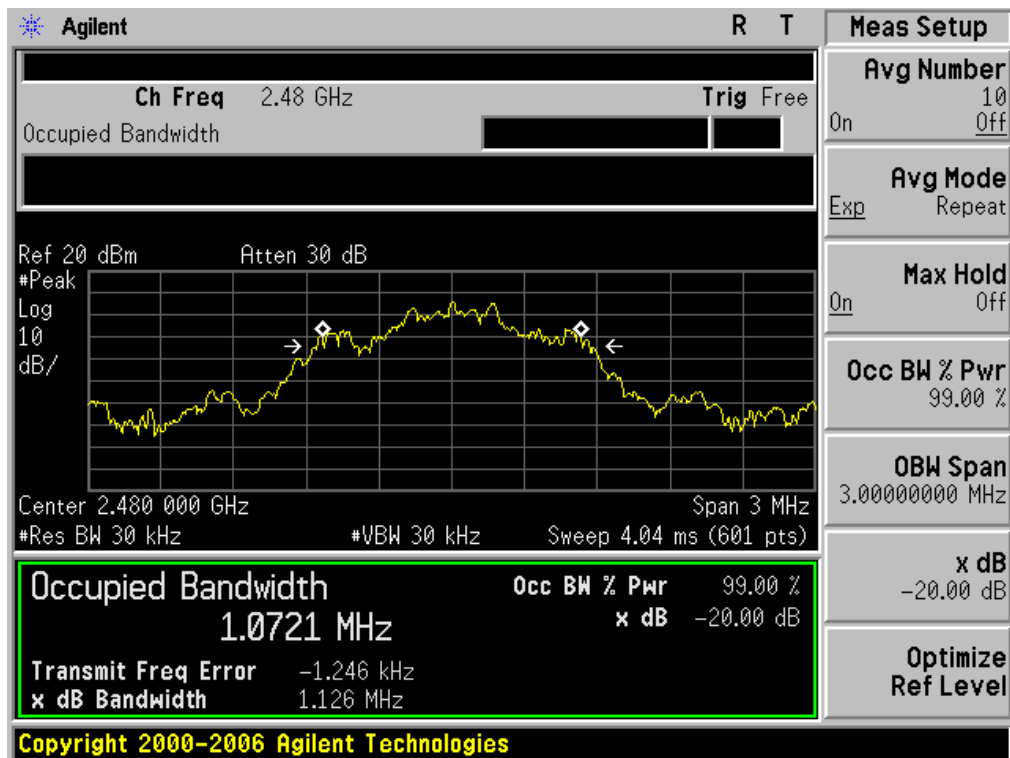 Agilent R T
Meas Setup
Ch Freq 2.48 GHz Trig Free
Occupied Bandwidth
Ref 20 dBm Atten 30 dB
#Peak
Log
10
dB/
Center 2.480 000 GHz Span 3 MHz
#Res BW 30 kHz #VBW 30 kHz Sweep 4.04 ms (601 pts)
Occupied Bandwidth
1.0721 MHz
Occ BW % Pwr 99.00 %
x dB -20.00 dB
Transmit Freq Error -1.246 kHz
x dB Bandwidth 1.126 MHz
Avg Number
10
On Off
Avg Mode
Exp Repeat
Max Hold
On Off
Occ BW % Pwr
99.00 %
OBW Span
3.00000000 MHz
x dB
-20.00 dB
Optimize
Ref Level
Copyright 2000-2006 Agilent Technologies